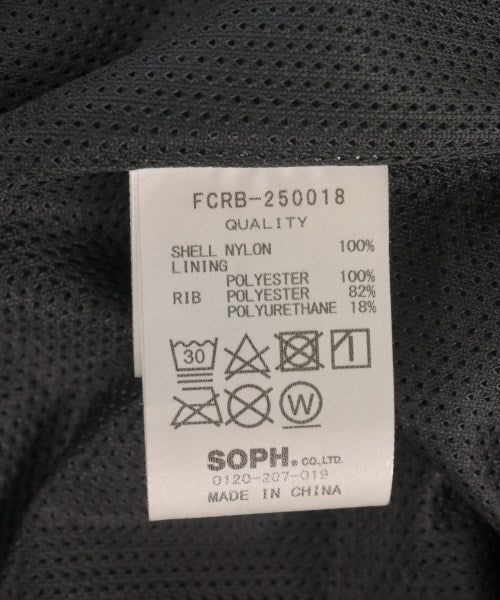 FCRB-250018
QUALITY
SHELL NYLON 100%
LINING
POLYESTER 100%
RIB POLYESTER 82%
POLYURETHANE 18%
30
W
SOPH. CO.,LTD.
0120-207-019
MADE IN CHINA